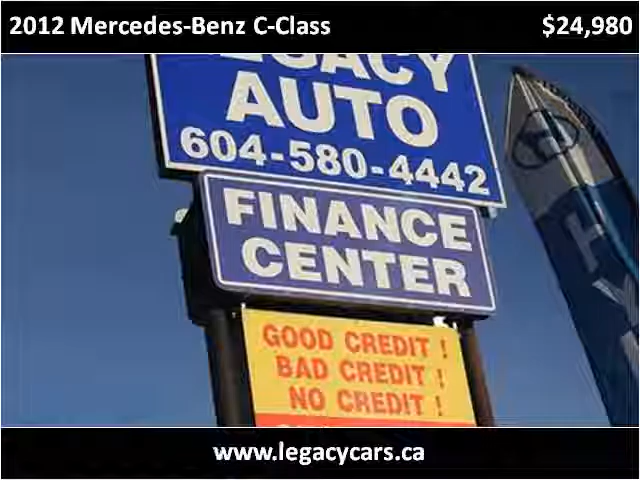 2012 Mercedes-Benz C-Class $24,980
LEGACY
AUTO
604-580-4442
FINANCE
CENTER
GOOD CREDIT !
BAD CREDIT !
NO CREDIT !
www.legacycars.ca